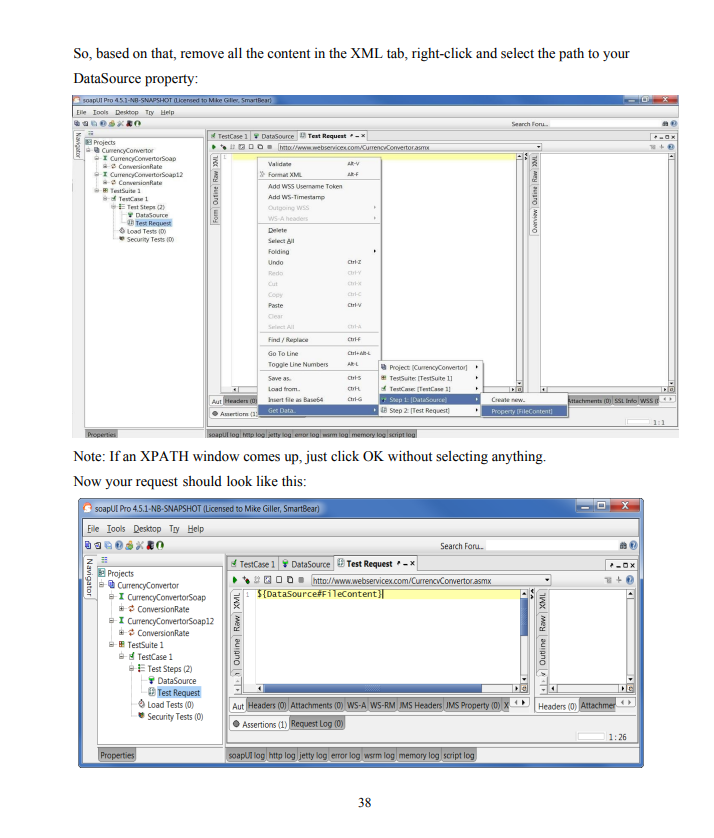 So, based on that, remove all the content in the XML tab, right-click and select the path to your
DataSource property:
soapUI Pro 4.5.1-NB-SNAPSHOT (Licensed to Mike Giller, SmartBear)
File Tools Desktop Try Help
Search Foru...
Navigator
Projects
CurrencyConvertor
CurrencyConvertorSoap
ConversionRate
CurrencyConvertorSoap12
ConversionRate
TestSuite 1
TestCase 1
Test Steps (2)
DataSource
Test Request
Load Tests (0)
Security Tests (0)
Properties
TestCase 1 DataSource Test Request
http://www.webservicex.com/CurrencyConvertor.asmx
XML
Raw
Outline
Form
1
Validate Alt-V
Format XML Alt-F
Add WSS Username Token
Add WS-Timestamp
Outgoing WSS
WS-A headers
Delete
Select All
Folding
Undo Ctrl-Z
Redo Ctrl-Y
Cut Ctrl-X
Copy Ctrl-C
Paste Ctrl-V
Clear
Select All Ctrl-A
Find / Replace Ctrl-F
Go To Line Ctrl+Alt-L
Toggle Line Numbers Alt-L
Save as.. Ctrl-S
Load from.. Ctrl-L
Insert file as Base64 Ctrl-G
Get Data..
Project: [CurrencyConvertor]
TestSuite: [TestSuite 1]
TestCase: [TestCase 1]
Step 1: [DataSource]
Step 2: [Test Request]
Create new..
Property [FileContent]
XML
Raw
Outline
Overview
Aut Headers (0)
Attachments (0) SSL Info WSS (
Assertions (1)
1:1
soapUI log http log jetty log error log wsrm log memory log script log
Note: If an XPATH window comes up, just click OK without selecting anything.
Now your request should look like this:
soapUI Pro 4.5.1-NB-SNAPSHOT (Licensed to Mike Giller, SmartBear)
File Tools Desktop Try Help
Search Foru...
Navigator
Projects
CurrencyConvertor
CurrencyConvertorSoap
ConversionRate
CurrencyConvertorSoap12
ConversionRate
TestSuite 1
TestCase 1
Test Steps (2)
DataSource
Test Request
Load Tests (0)
Security Tests (0)
Properties
TestCase 1 DataSource Test Request
http://www.webservicex.com/CurrencyConvertor.asmx
XML
Raw
Outline
1 ${DataSource#FileContent}
XML
Raw
Outline
Aut Headers (0) Attachments (0) WS-A WS-RM JMS Headers JMS Property (0) X
Headers (0) Attachmer
Assertions (1) Request Log (0)
1:26
soapUI log http log jetty log error log wsrm log memory log script log
38